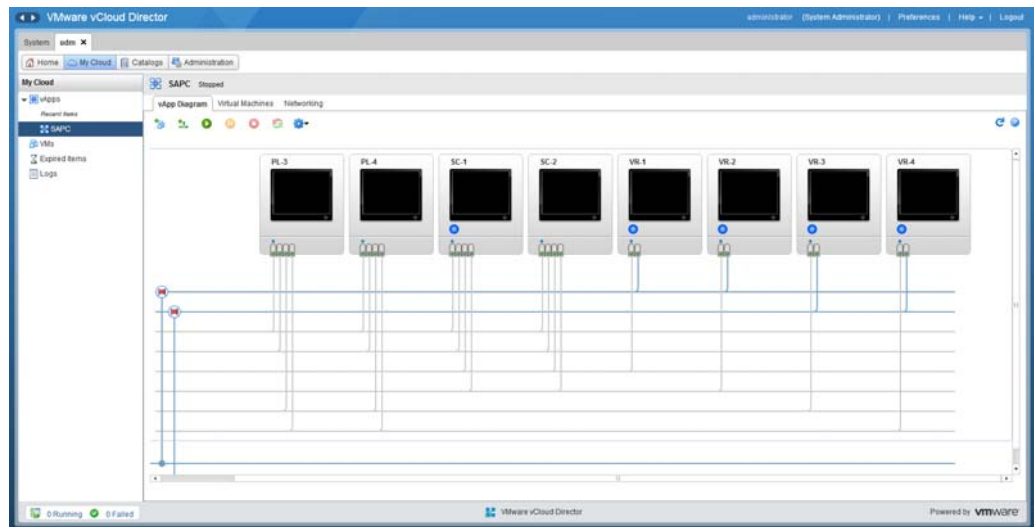 VMware vCloud Director
administrator (System Administrator) | Preferences | Help | Logout
System udm
Home My Cloud Catalogs Administration
My Cloud
SAPC Stopped
vApps
Recent Items
SAPC
VMs
Expired Items
Logs
vApp Diagram Virtual Machines Networking
PL-3 PL-4 SC-1 SC-2 VR-1 VR-2 VR-3 VR-4
0 Running 0 Failed
VMware vCloud Director
Powered by vmware